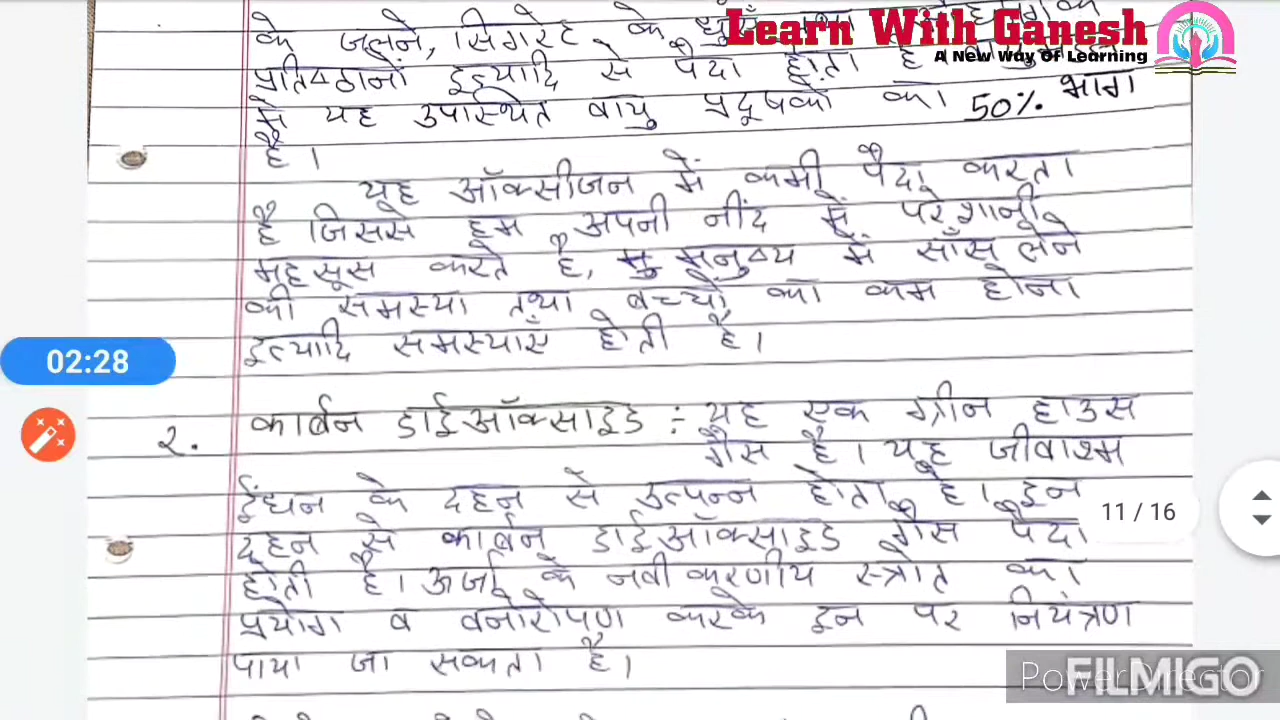 Learn With Ganesh
A New Way Of Learning
के जलने, सिगरेट के धुएँ
प्रतिष्ठानों इत्यादि से पैदा होता है
में यह उपस्थित वायु प्रदूषकों का 50% भाग
है।
यह ऑक्सीजन में कमी पैदा करता
है जिससे हम अपनी नींद में परेशानी
महसूस करते है, मनुष्य में साँस लेने
की समस्या तथा बच्चों का कम होना
इत्यादि समस्याएँ होती है।
02:28
२. कार्बन डाईऑक्साइड :- यह एक ग्रीन हाउस
गैस है। यह जीवाश्म
ईंधन के दहन से उत्पन्न होता है। इन
11 / 16
दहन से कार्बन डाईऑक्साइड गैस पैदा
होती है। ऊर्जा के नवीकरणीय स्त्रोत का
प्रयोग व वनोरोपण करके इन पर नियंत्रण
पाया जा सकता है।
PowerDirector
FILMIGO